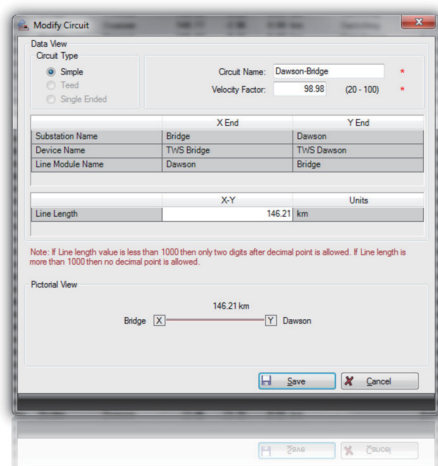 Modify Circuit
Data View
Circuit Type
Simple
Teed
Single Ended
Circuit Name: Dawson-Bridge *
Velocity Factor: 98.98 (20 - 100) *
X End Y End
Substation Name Bridge Dawson
Device Name TWS Bridge TWS Dawson
Line Module Name Dawson Bridge
X-Y Units
Line Length 146.21 km
Note: If Line length value is less than 1000 then only two digits after decimal point is allowed. If Line length is
more than 1000 then no decimal point is allowed.
Pictorial View
146.21 km
Bridge X Y Dawson
Save Cancel